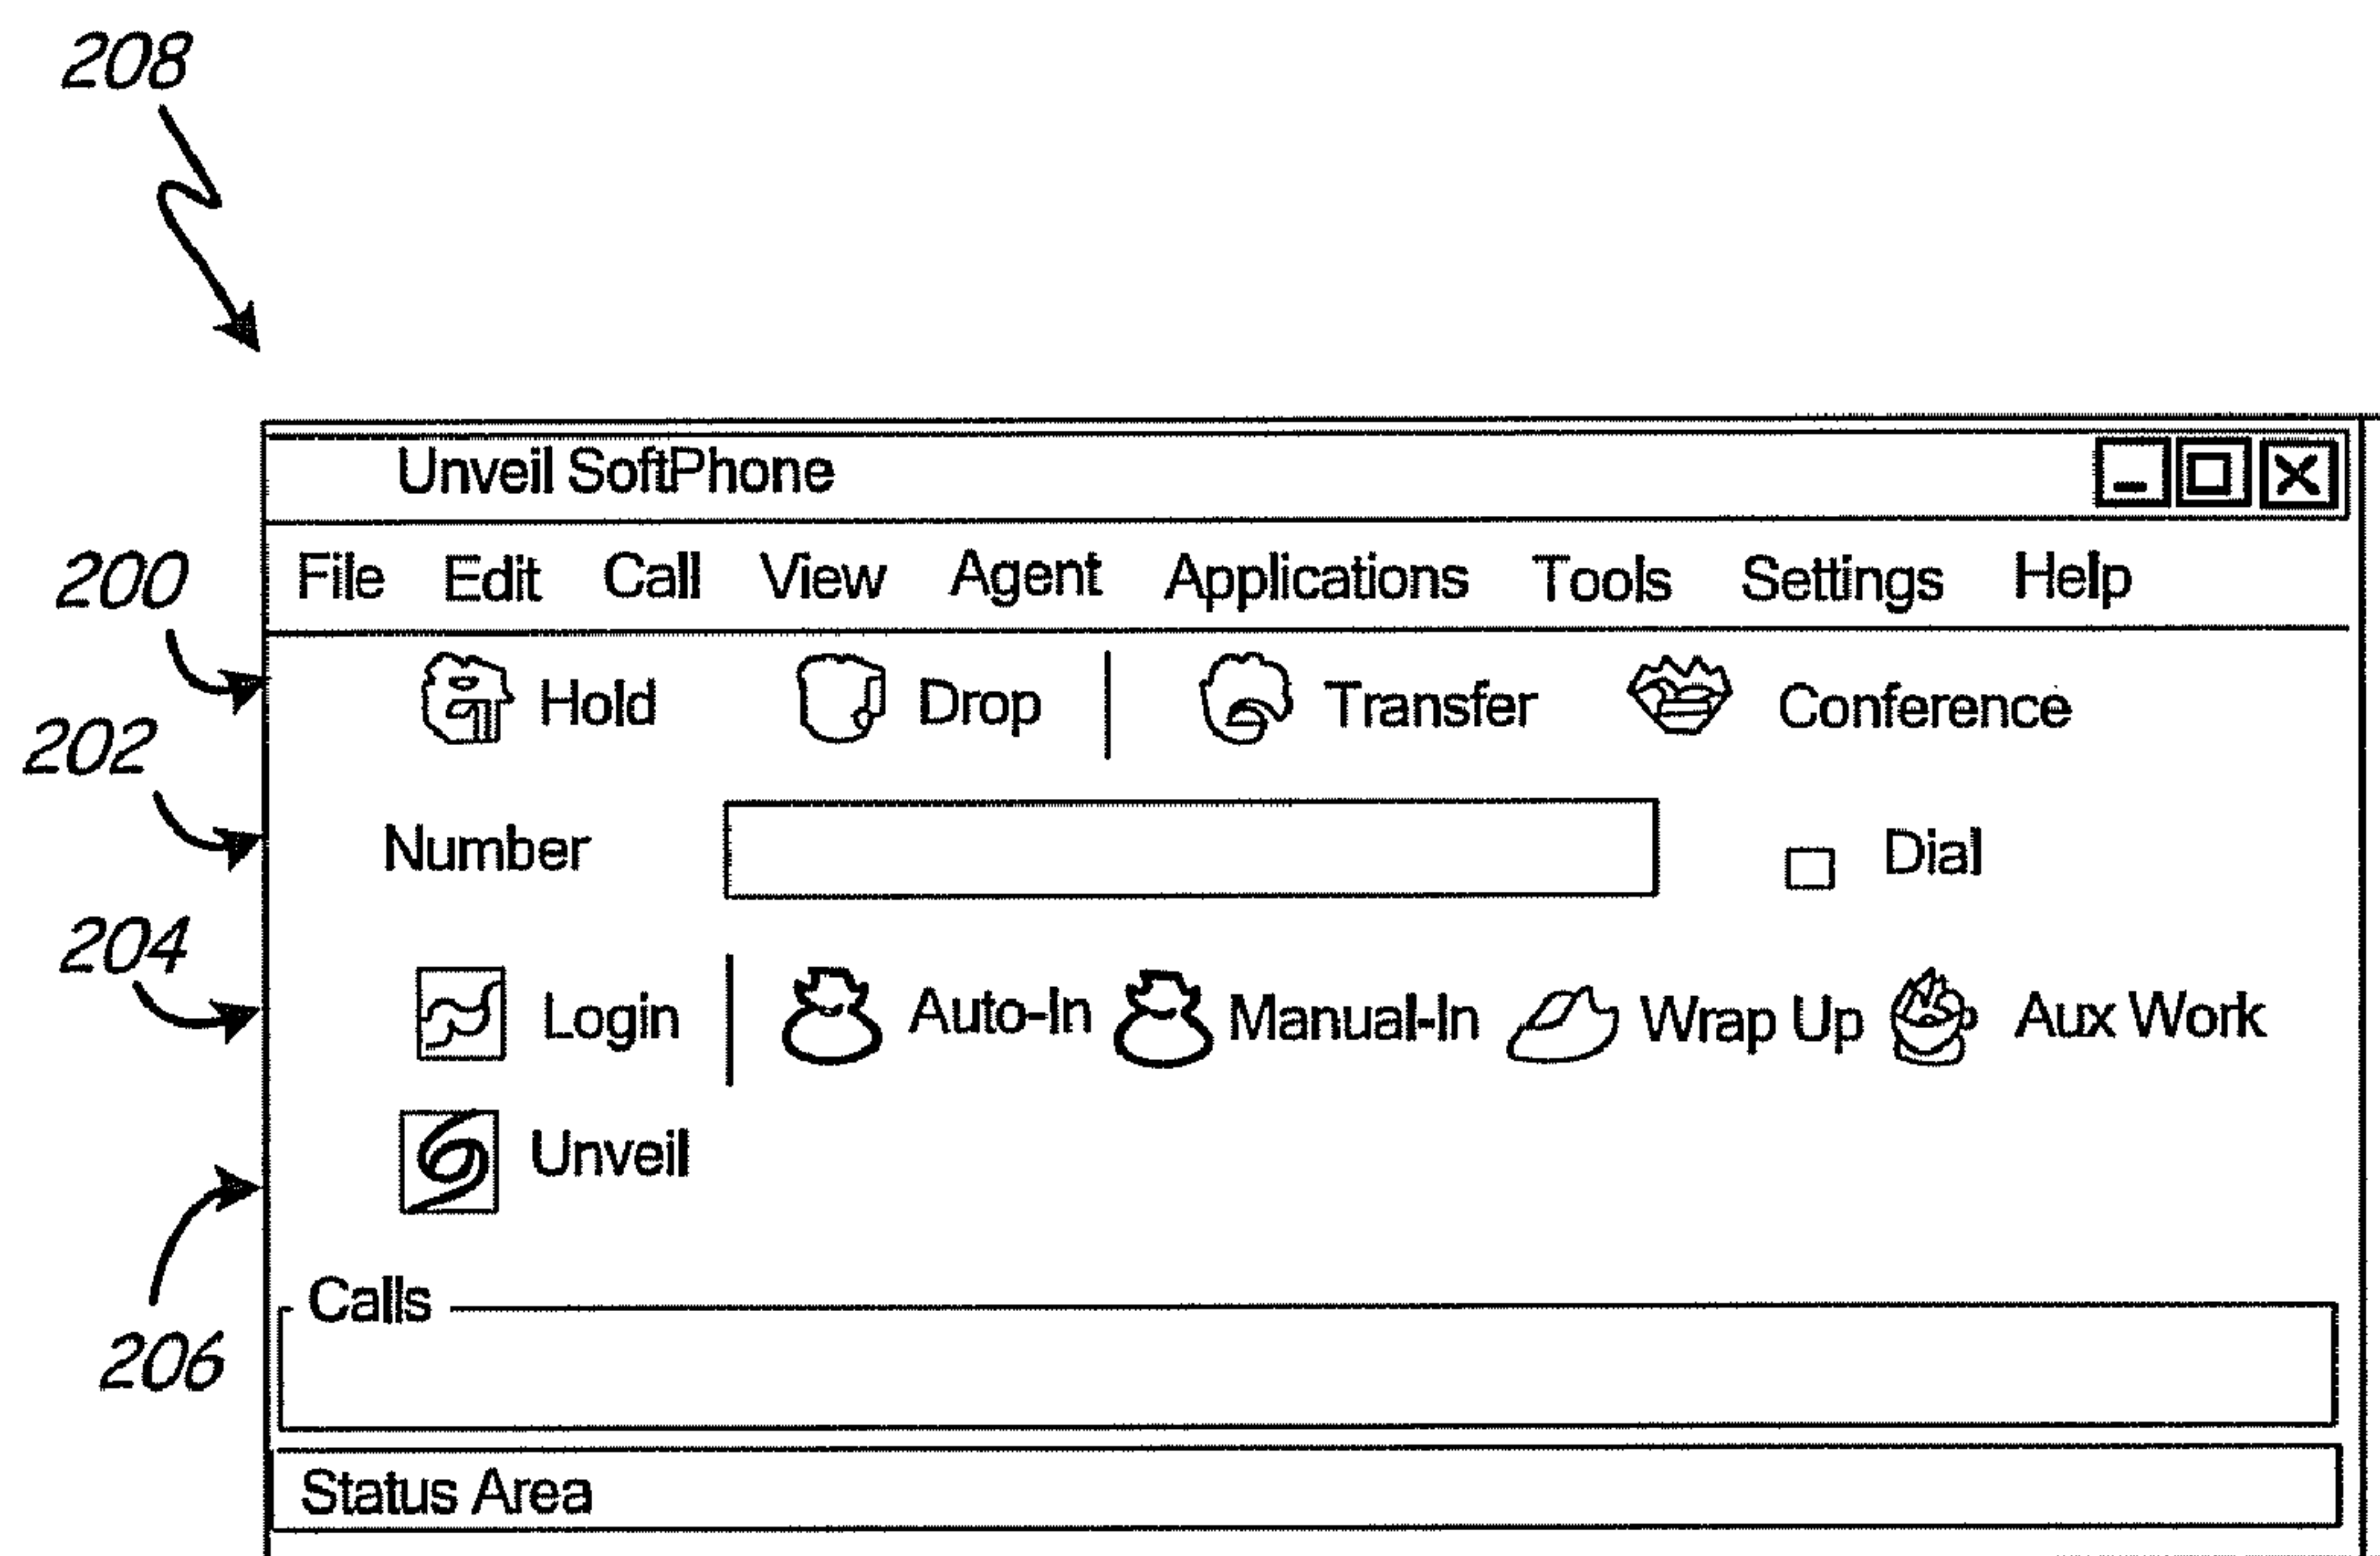 208
Unveil SoftPhone
200
File Edit Call View Agent Applications Tools Settings Help
Hold Drop Transfer Conference
202
Number Dial
204
Login Auto-In Manual-In Wrap Up Aux Work
Unveil
206
Calls
Status Area